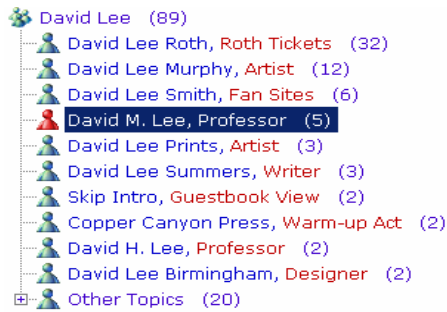 David Lee (89)
David Lee Roth, Roth Tickets (32)
David Lee Murphy, Artist (12)
David Lee Smith, Fan Sites (6)
David M. Lee, Professor (5)
David Lee Prints, Artist (3)
David Lee Summers, Writer (3)
Skip Intro, Guestbook View (2)
Copper Canyon Press, Warm-up Act (2)
David H. Lee, Professor (2)
David Lee Birmingham, Designer (2)
Other Topics (20)